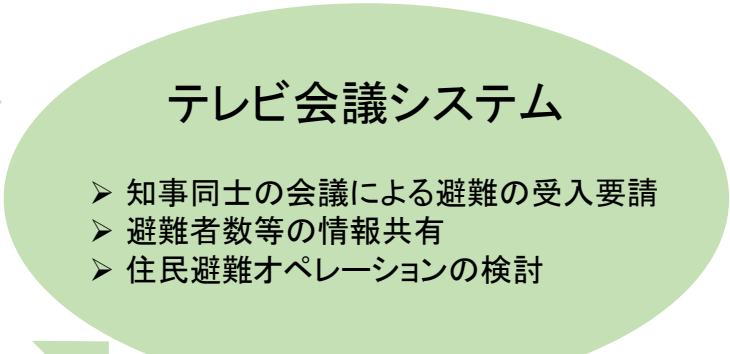 テレビ会議システム
➢ 知事同士の会議による避難の受入要請
➢ 避難者数等の情報共有
➢ 住民避難オペレーションの検討